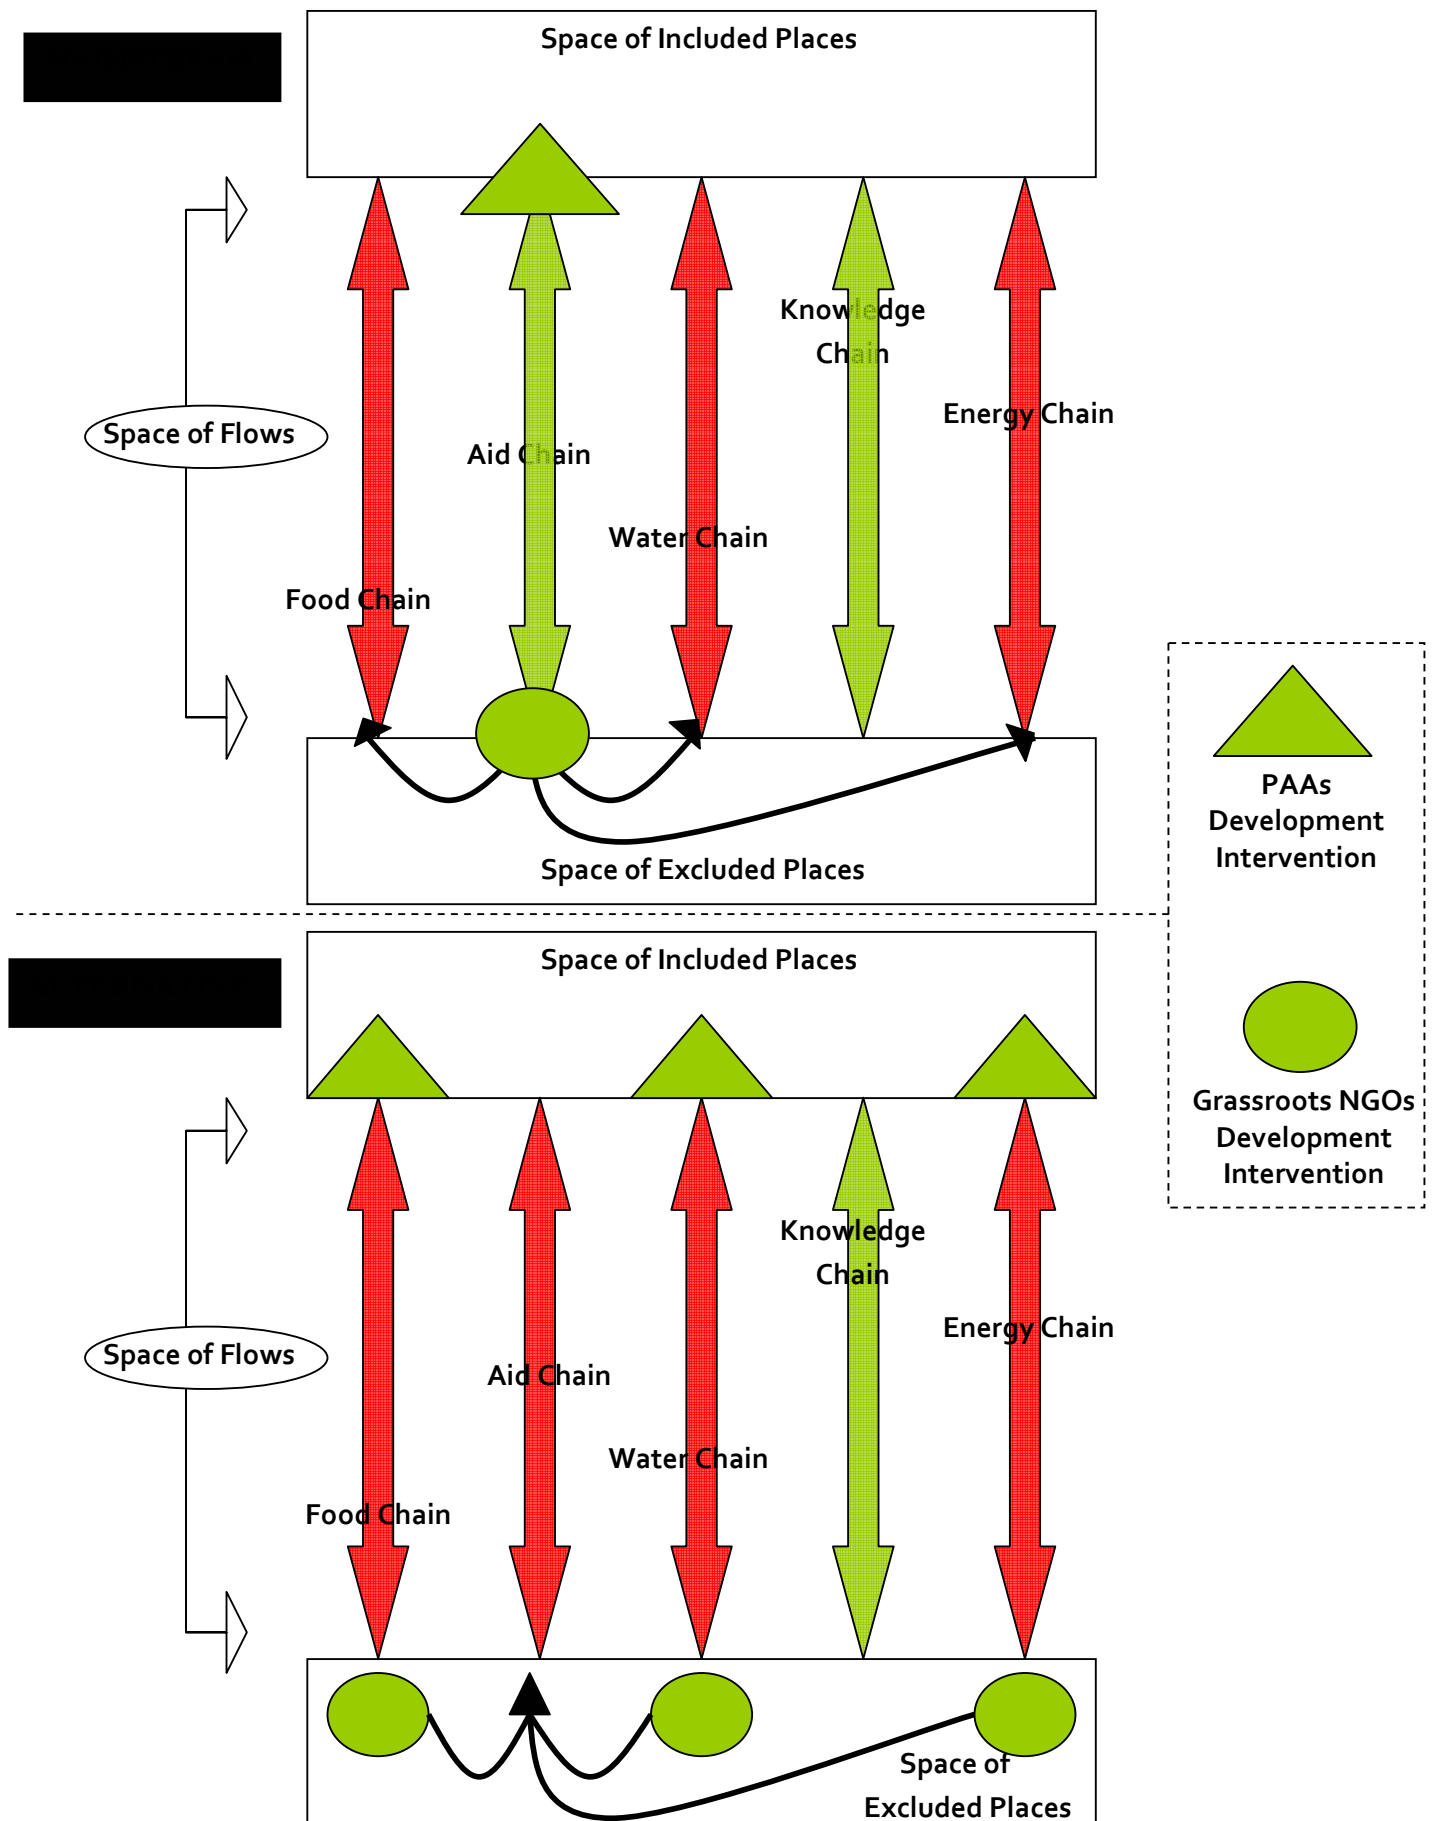 Space of Included Places
Knowledge
Chain
Energy Chain
Space of Flows
Aid Chain
Water Chain
Food Chain
Space of Excluded Places
PAAs
Development
Intervention
Grassroots NGOs
Development
Intervention
Space of Included Places
Knowledge
Chain
Energy Chain
Space of Flows
Aid Chain
Water Chain
Food Chain
Space of
Excluded Places